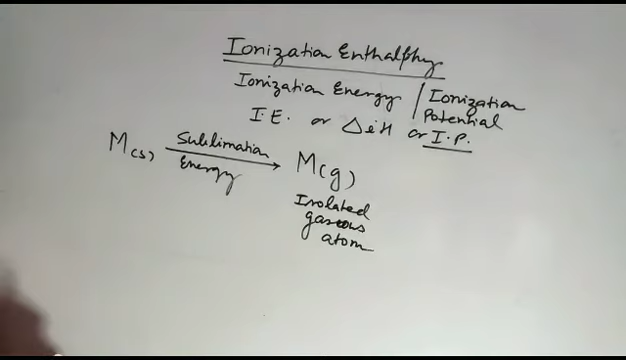 Ionization Enthalphy
Ionization Energy / Ionization Potential
I.E. or ΔiH or I.P.
M(s) Sublimation Energy → M(g)
Isolated
gaseous
atom